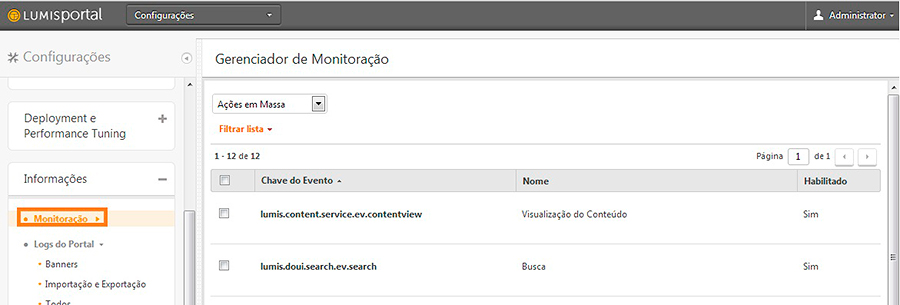 LUMISPORTAL
Configurações
Administrator
Configurações
Gerenciador de Monitoração
Ações em Massa
Filtrar lista
Deployment e
Performance Tuning
1 - 12 de 12
Página 1 de 1
Informações
Chave do Evento
Nome
Habilitado
Monitoração
lumis.content.service.ev.contentview
Visualização do Conteúdo
Sim
Logs do Portal
Banners
lumis.doui.search.ev.search
Busca
Sim
Importação e Exportação
Todos